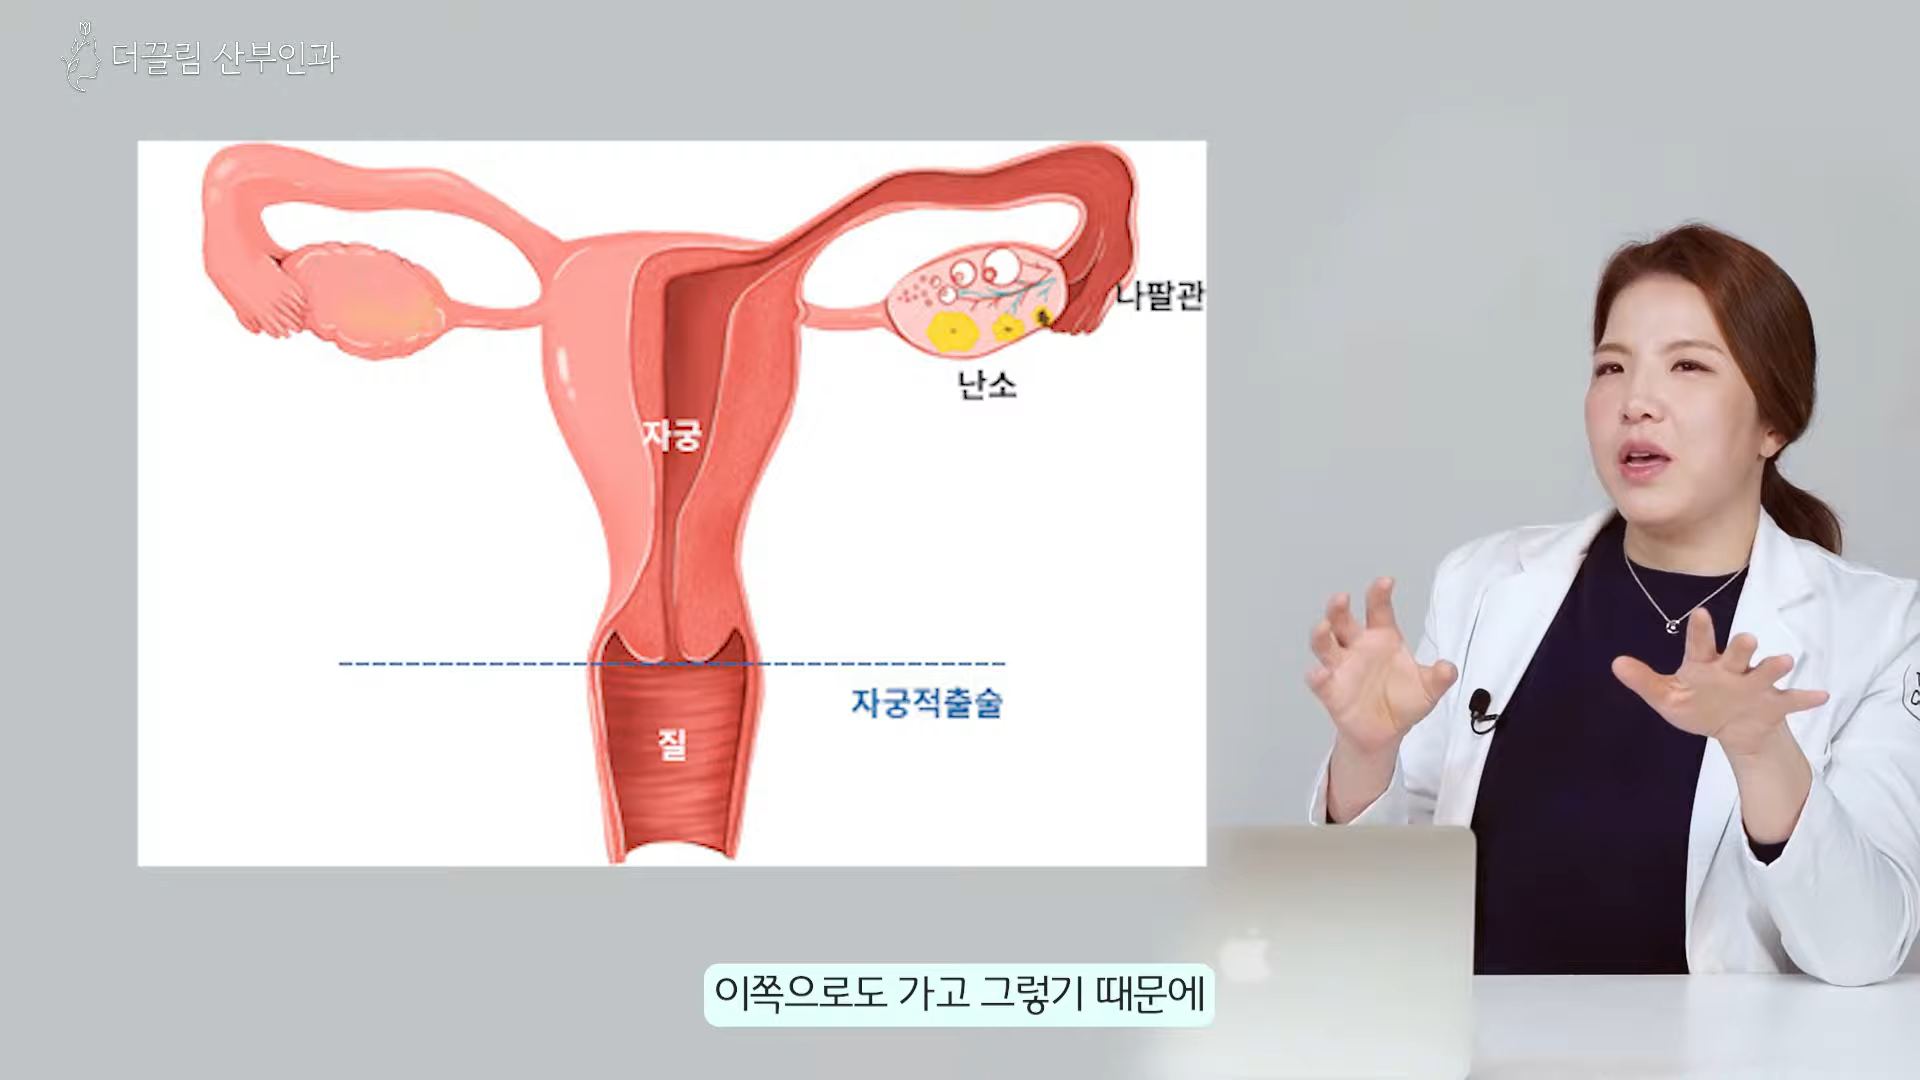 더끌림 산부인과
나팔관
난소
자궁
자궁적출술
질
이쪽으로도 가고 그렇기 때문에